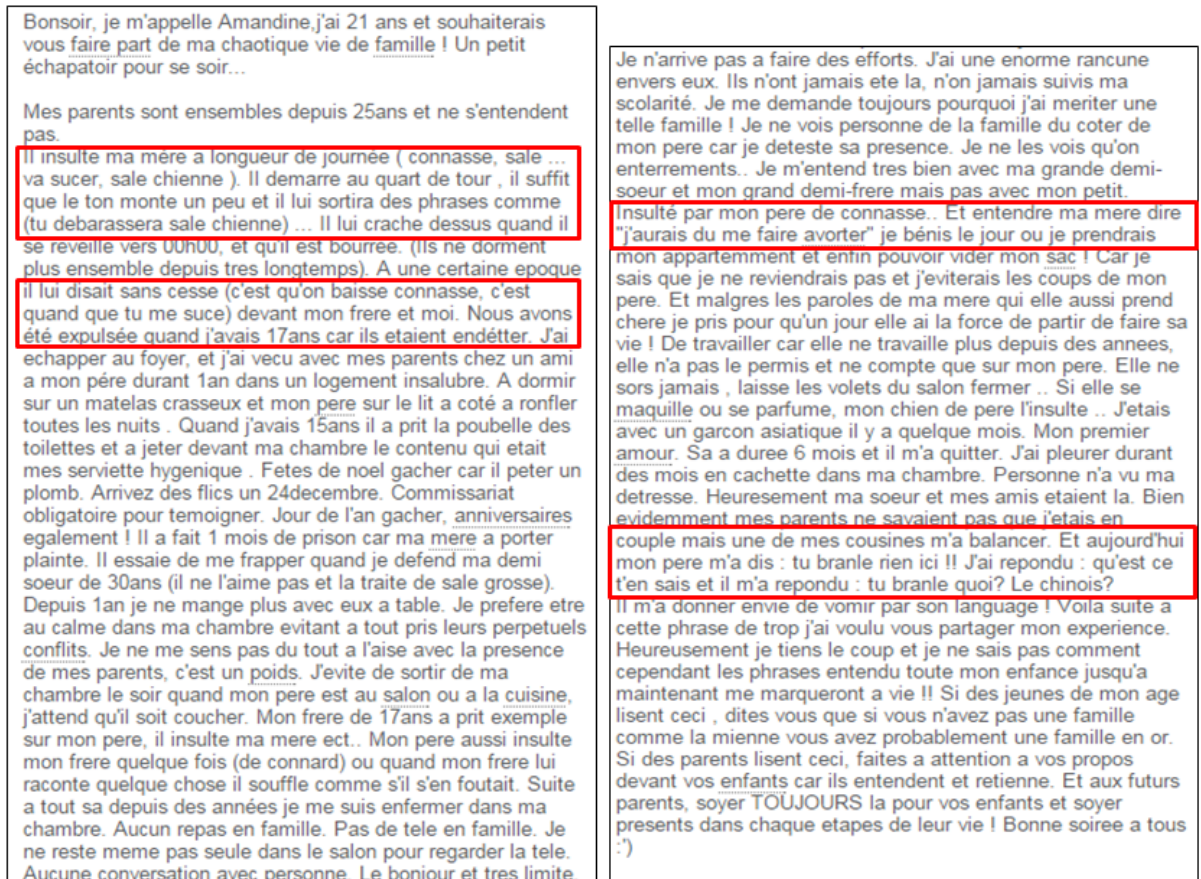 Bonsoir, je m'appelle Amandine,j'ai 21 ans et souhaiterais
vous faire part de ma chaotique vie de famille ! Un petit
échapatoir pour se soir...
Mes parents sont ensembles depuis 25ans et ne s'entendent
pas.
Il insulte ma mère a longueur de journée ( connasse, sale ...
va sucer, sale chienne ). Il demarre au quart de tour , il suffit
que le ton monte un peu et il lui sortira des phrases comme
(tu debarassera sale chienne) ... Il lui crache dessus quand il
se reveille vers 00h00, et qu'il est bourrée. (Ils ne dorment
plus ensemble depuis tres longtemps). A une certaine epoque
il lui disait sans cesse (c'est qu'on baisse connasse, c'est
quand que tu me suce) devant mon frere et moi. Nous avons
été expulsée quand j'avais 17ans car ils etaient endétter. J'ai
echapper au foyer, et j'ai vecu avec mes parents chez un ami
a mon pére durant 1an dans un logement insalubre. A dormir
sur un matelas crasseux et mon pere sur le lit a coté a ronfler
toutes les nuits . Quand j'avais 15ans il a prit la poubelle des
toilettes et a jeter devant ma chambre le contenu qui etait
mes serviette hygenique . Fetes de noel gacher car il peter un
plomb. Arrivez des flics un 24decembre. Commissariat
obligatoire pour temoigner. Jour de l'an gacher, anniversaires
egalement ! Il a fait 1 mois de prison car ma mere a porter
plainte. Il essaie de me frapper quand je defend ma demi
soeur de 30ans (il ne l'aime pas et la traite de sale grosse).
Depuis 1an je ne mange plus avec eux a table. Je prefere etre
au calme dans ma chambre evitant a tout pris leurs perpetuels
conflits. Je ne me sens pas du tout a l'aise avec la presence
de mes parents, c'est un poids. J'evite de sortir de ma
chambre le soir quand mon pere est au salon ou a la cuisine,
j'attend qu'il soit coucher. Mon frere de 17ans a prit exemple
sur mon pere, il insulte ma mere ect.. Mon pere aussi insulte
mon frere quelque fois (de connard) ou quand mon frere lui
raconte quelque chose il souffle comme s'il s'en foutait. Suite
a tout sa depuis des années je me suis enfermer dans ma
chambre. Aucun repas en famille. Pas de tele en famille. Je
ne reste meme pas seule dans le salon pour regarder la tele.
Aucune conversation avec personne. Le bonjour et tres limite.
Je n'arrive pas a faire des efforts. J'ai une enorme rancune
envers eux. Ils n'ont jamais ete la, n'on jamais suivis ma
scolarité. Je me demande toujours pourquoi j'ai meriter une
telle famille ! Je ne vois personne de la famille du coter de
mon pere car je deteste sa presence. Je ne les vois qu'on
enterrements.. Je m'entend tres bien avec ma grande demi-
soeur et mon grand demi-frere mais pas avec mon petit.
Insulté par mon pere de connasse.. Et entendre ma mere dire
"j'aurais du me faire avorter" je bénis le jour ou je prendrais
mon appartemment et enfin pouvoir vider mon sac ! Car je
sais que je ne reviendrais pas et j'eviterais les coups de mon
pere. Et malgres les paroles de ma mere qui elle aussi prend
chere je pris pour qu'un jour elle ai la force de partir de faire sa
vie ! De travailler car elle ne travaille plus depuis des annees,
elle n'a pas le permis et ne compte que sur mon pere. Elle ne
sors jamais , laisse les volets du salon fermer .. Si elle se
maquille ou se parfume, mon chien de pere l'insulte .. J'etais
avec un garcon asiatique il y a quelque mois. Mon premier
amour. Sa a duree 6 mois et il m'a quitter. J'ai pleurer durant
des mois en cachette dans ma chambre. Personne n'a vu ma
detresse. Heuresement ma soeur et mes amis etaient la. Bien
evidemment mes parents ne savaient pas que j'etais en
couple mais une de mes cousines m'a balancer. Et aujourd'hui
mon pere m'a dis : tu branle rien ici !! J'ai repondu : qu'est ce
t'en sais et il m'a repondu : tu branle quoi? Le chinois?
Il m'a donner envie de vomir par son language ! Voila suite a
cette phrase de trop j'ai voulu vous partager mon experience.
Heureusement je tiens le coup et je ne sais pas comment
cependant les phrases entendu toute mon enfance jusqu'a
maintenant me marqueront a vie !! Si des jeunes de mon age
lisent ceci , dites vous que si vous n'avez pas une famille
comme la mienne vous avez probablement une famille en or.
Si des parents lisent ceci, faites a attention a vos propos
devant vos enfants car ils entendent et retienne. Et aux futurs
parents, soyer TOUJOURS la pour vos enfants et soyer
presents dans chaque etapes de leur vie ! Bonne soiree a tous
:')